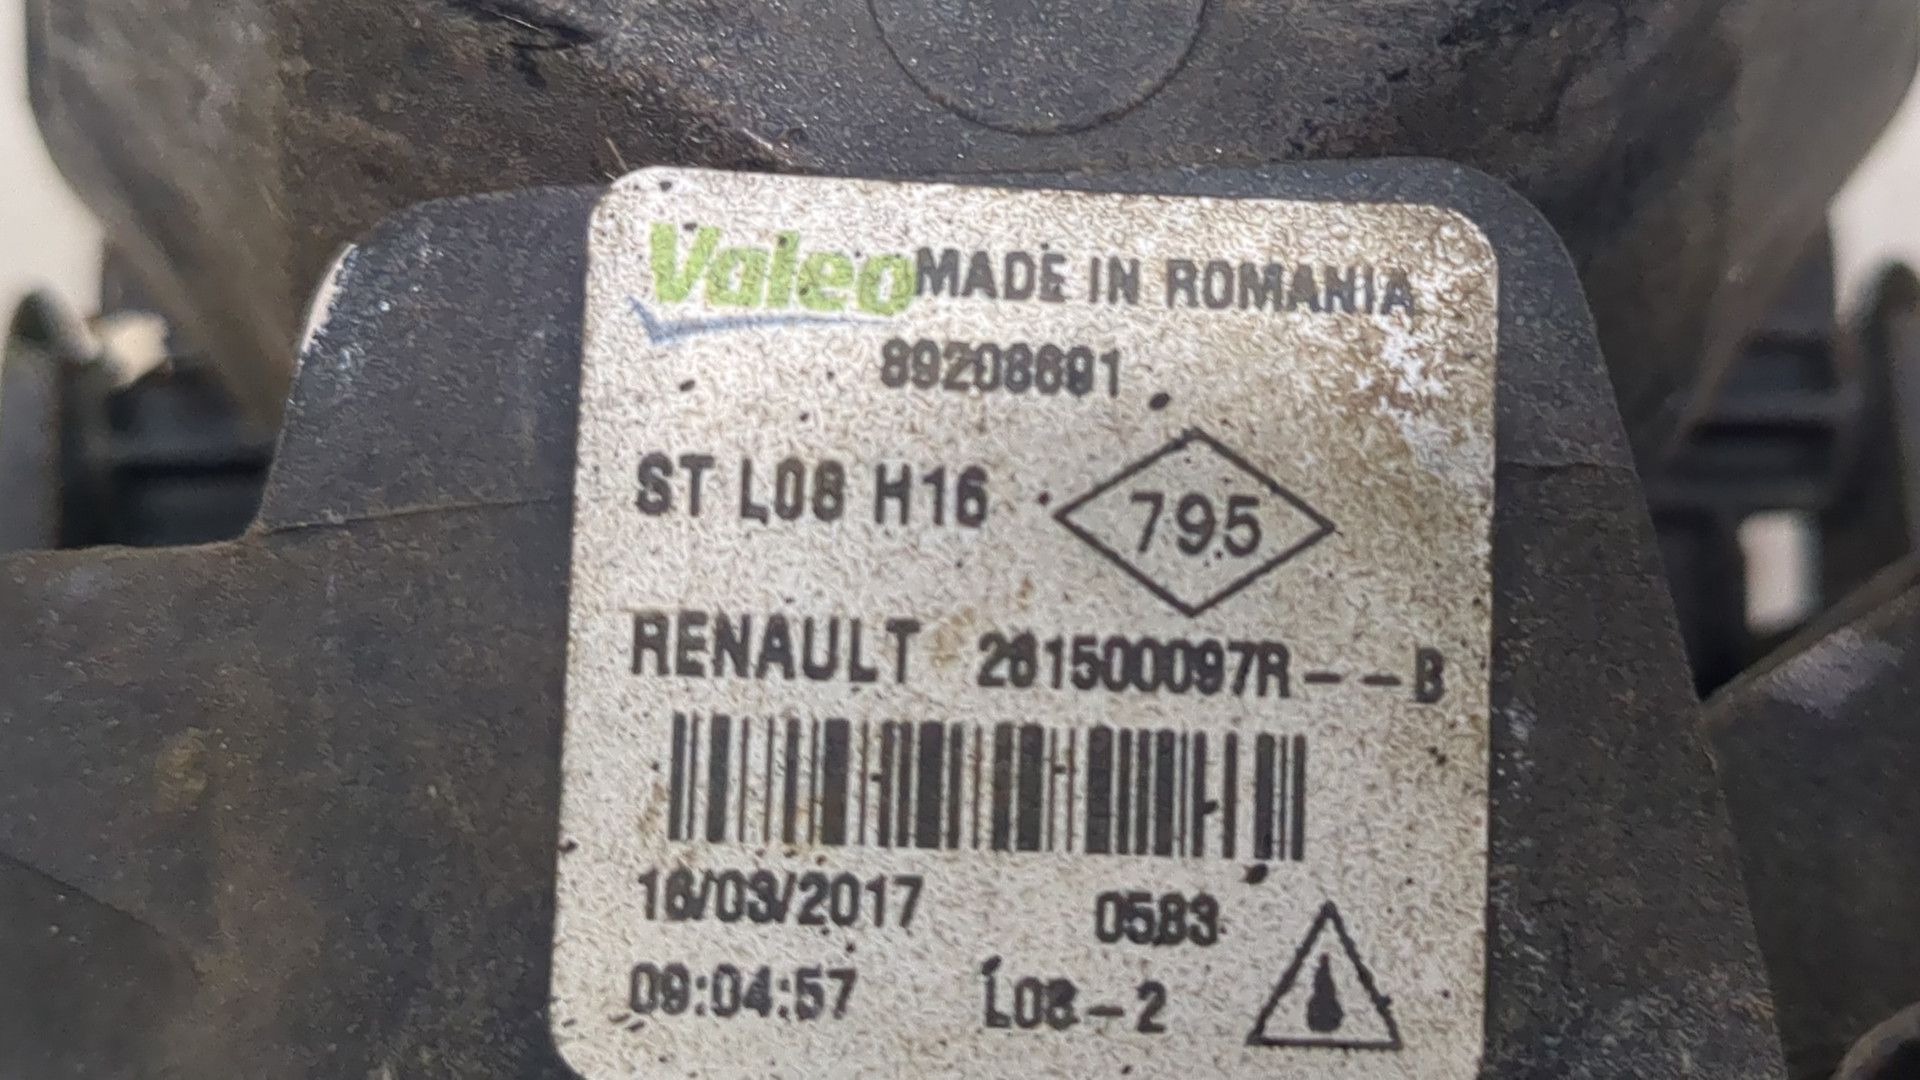 Valeo MADE IN ROMANIA
89208691
ST L08 H16 795
RENAULT 261500097R--B
16/03/2017 0583
09:04:57 L08-2